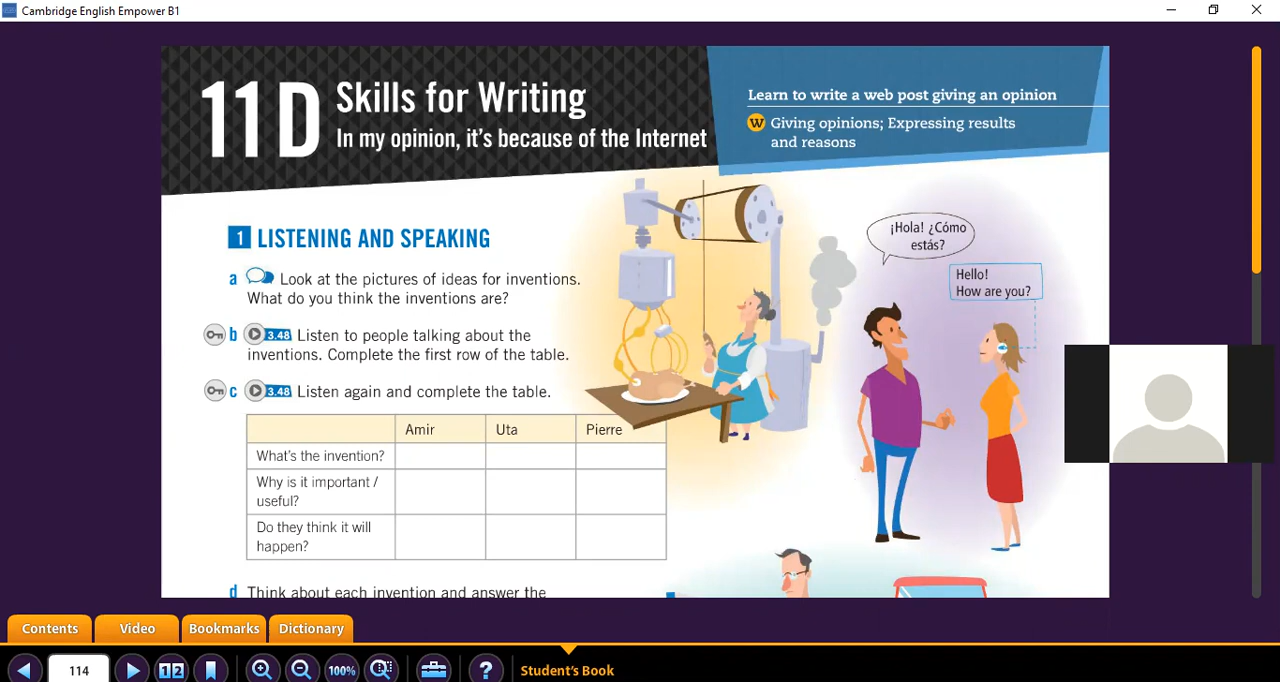 Cambridge English Empower B1
11 D
Skills for Writing
In my opinion, it's because of the Internet
Learn to write a web post giving an opinion
W Giving opinions; Expressing results
and reasons
1 LISTENING AND SPEAKING
a Look at the pictures of ideas for inventions.
What do you think the inventions are?
b 3.48 Listen to people talking about the
inventions. Complete the first row of the table.
c 3.48 Listen again and complete the table.
Amir Uta Pierre
What's the invention?
Why is it important /
useful?
Do they think it will
happen?
d Think about each invention and answer the
¡Hola! ¿Cómo
estás?
Hello!
How are you?
Contents Video Bookmarks Dictionary
114 12 100% Student's Book